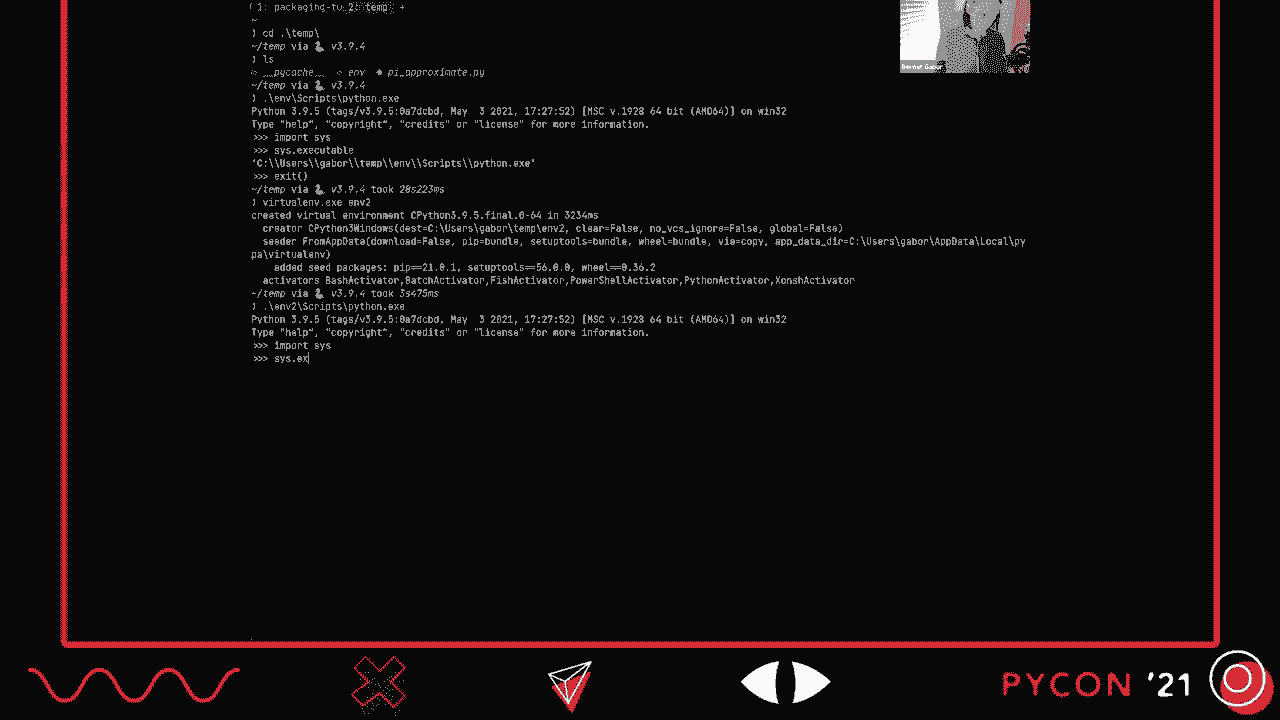 1: packaging-tu 2: temp +
~
) cd .\temp\
~/temp via v3.9.4
) ls
__pycache__ env pi_approximate.py
~/temp via v3.9.4
) .\env\Scripts\python.exe
Python 3.9.5 (tags/v3.9.5:0a7dcbd, May 3 2021, 17:27:52) [MSC v.1928 64 bit (AMD64)] on win32
Type "help", "copyright", "credits" or "license" for more information.
>>> import sys
>>> sys.executable
'C:\\Users\\gabor\\temp\\env\\Scripts\\python.exe'
>>> exit()
~/temp via v3.9.4 took 28s223ms
) virtualenv.exe env2
created virtual environment CPython3.9.5.final.0-64 in 3234ms
creator CPython3Windows(dest=C:\Users\gabor\temp\env2, clear=False, no_vcs_ignore=False, global=False)
seeder FromAppData(download=False, pip=bundle, setuptools=bundle, wheel=bundle, via=copy, app_data_dir=C:\Users\gabor\AppData\Local\py
pa\virtualenv)
added seed packages: pip==21.0.1, setuptools==56.0.0, wheel==0.36.2
activators BashActivator,BatchActivator,FishActivator,PowerShellActivator,PythonActivator,XonshActivator
~/temp via v3.9.4 took 3s475ms
) .\env2\Scripts\python.exe
Python 3.9.5 (tags/v3.9.5:0a7dcbd, May 3 2021, 17:27:52) [MSC v.1928 64 bit (AMD64)] on win32
Type "help", "copyright", "credits" or "license" for more information.
>>> import sys
>>> sys.ex
Bernat Gabor
PYCON '21